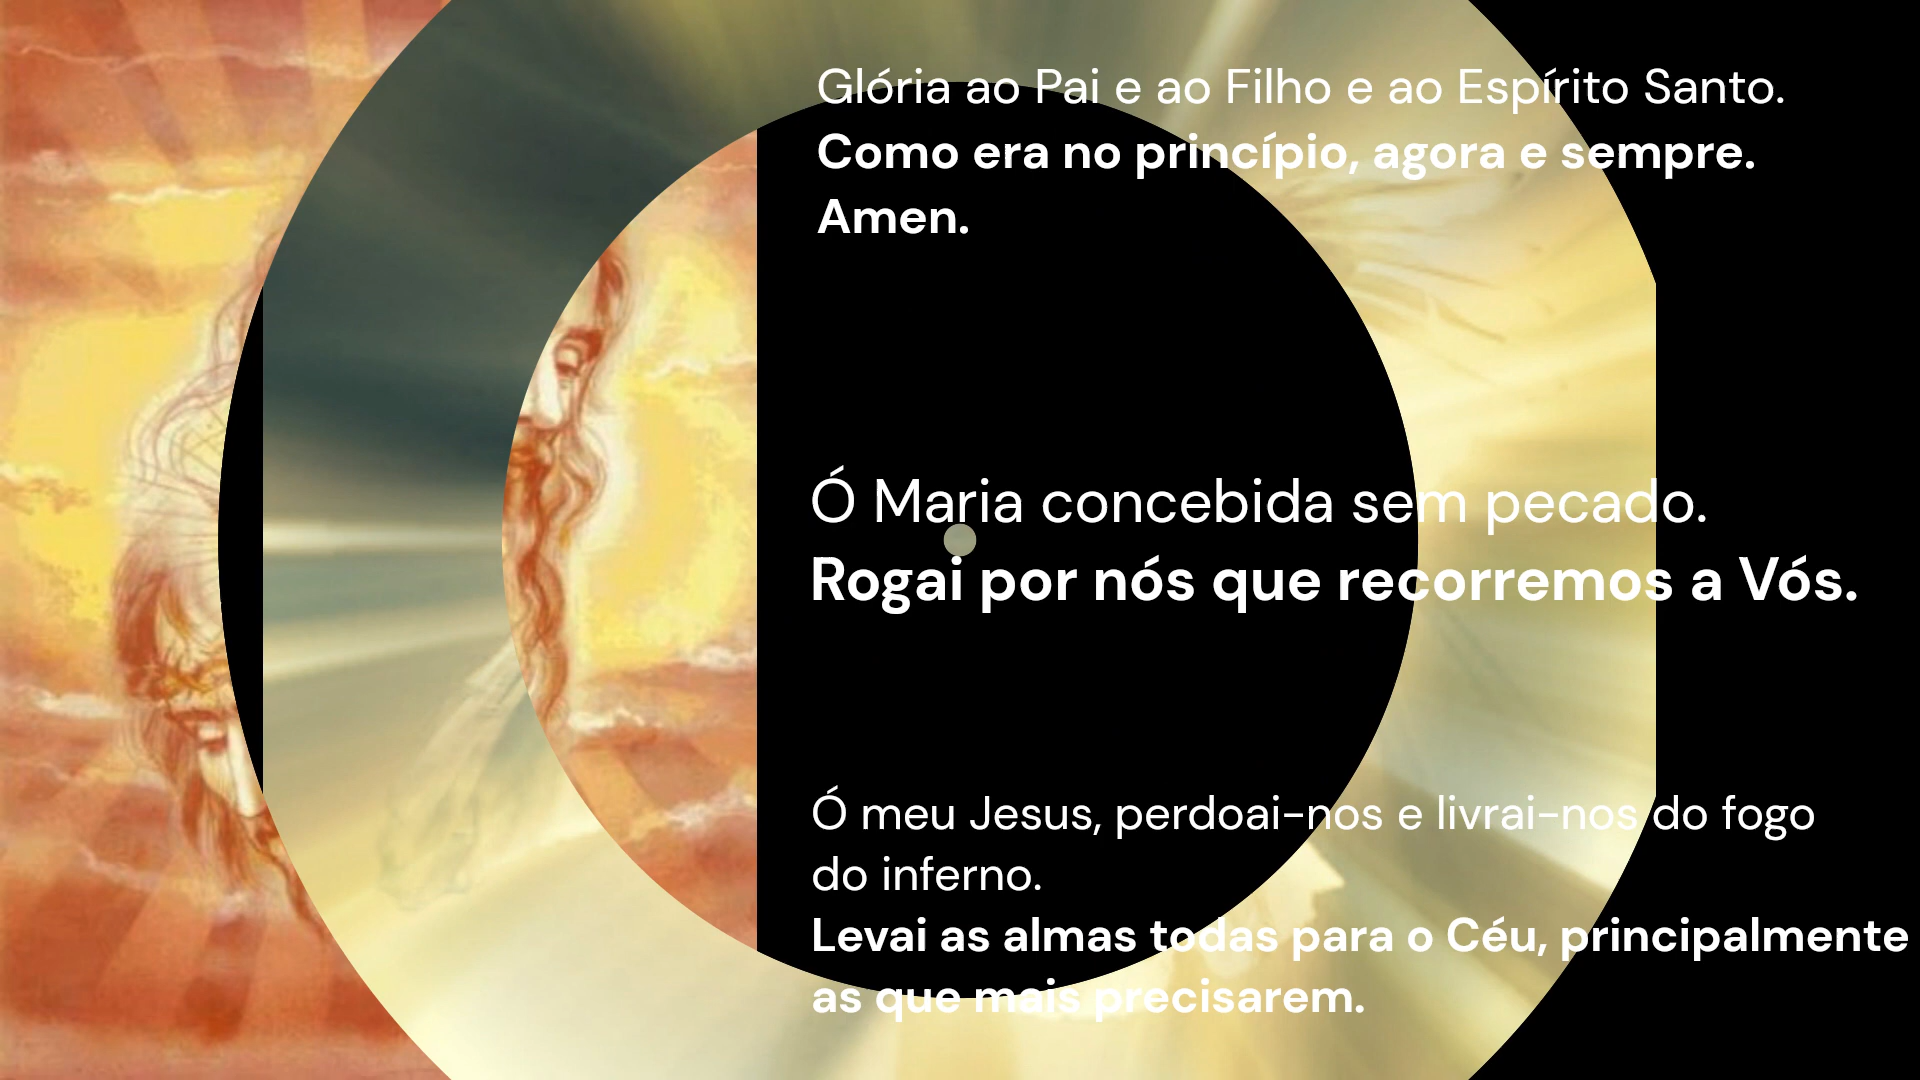 Glória ao Pai e ao Filho e ao Espírito Santo.
Como era no princípio, agora e sempre.
Amen.
Ó Maria concebida sem pecado.
Rogai por nós que recorremos a Vós.
Ó meu Jesus, perdoai-nos e livrai-nos do fogo
do inferno.
Levai as almas todas para o Céu, principalmente
as que mais precisarem.